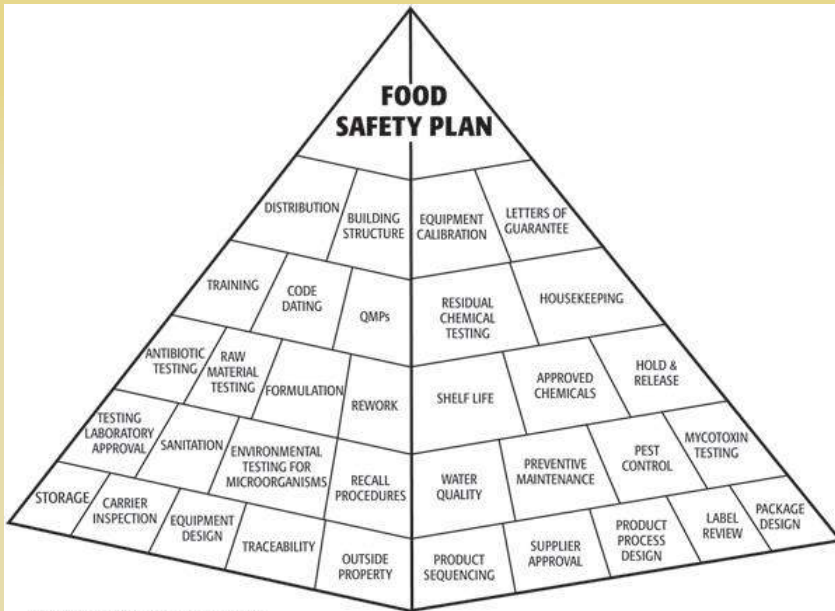 FOOD
SAFETY PLAN
DISTRIBUTION
BUILDING
STRUCTURE
EQUIPMENT
CALIBRATION
LETTERS OF
GUARANTEE
TRAINING
CODE
DATING
QMPs
RESIDUAL
CHEMICAL
TESTING
HOUSEKEEPING
ANTIBIOTIC
TESTING
RAW
MATERIAL
TESTING
FORMULATION
REWORK
SHELF LIFE
APPROVED
CHEMICALS
HOLD &
RELEASE
TESTING
LABORATORY
APPROVAL
SANITATION
ENVIRONMENTAL
TESTING FOR
MICROORGANISMS
RECALL
PROCEDURES
WATER
QUALITY
PREVENTIVE
MAINTENANCE
PEST
CONTROL
MYCOTOXIN
TESTING
STORAGE
CARRIER
INSPECTION
EQUIPMENT
DESIGN
TRACEABILITY
OUTSIDE
PROPERTY
PRODUCT
SEQUENCING
SUPPLIER
APPROVAL
PRODUCT
PROCESS
DESIGN
LABEL
REVIEW
PACKAGE
DESIGN